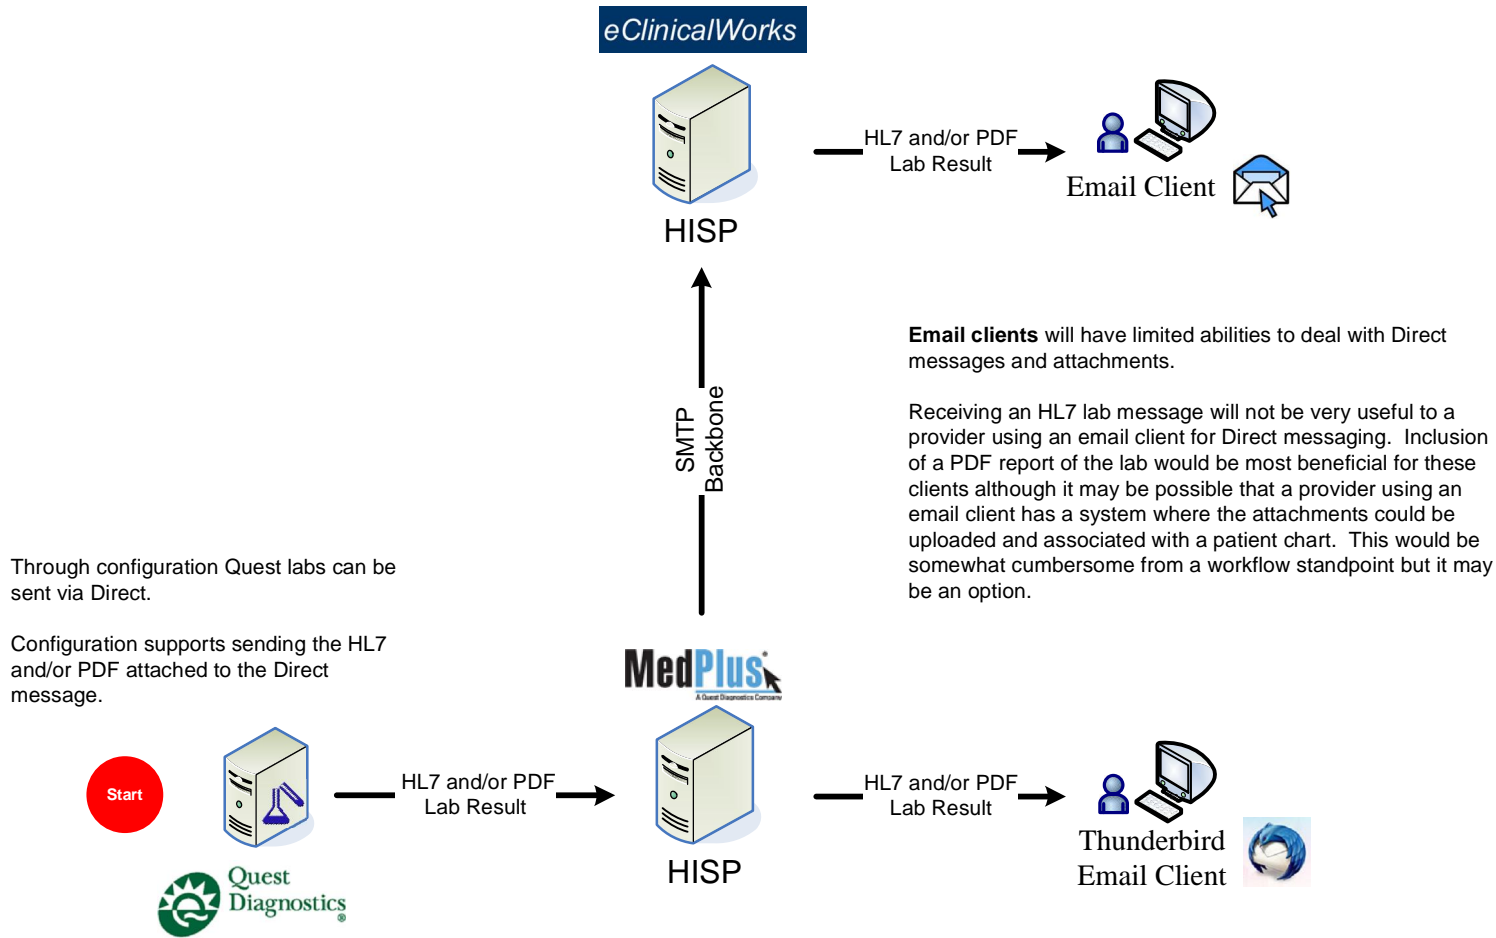 eClinicalWorks
HL7 and/or PDF
Lab Result
Email Client
HISP
SMTP
Backbone
Email clients will have limited abilities to deal with Direct
messages and attachments.
Receiving an HL7 lab message will not be very useful to a
provider using an email client for Direct messaging.  Inclusion
of a PDF report of the lab would be most beneficial for these
clients although it may be possible that a provider using an
email client has a system where the attachments could be
uploaded and associated with a patient chart.  This would be
somewhat cumbersome from a workflow standpoint but it may
be an option.
Through configuration Quest labs can be
sent via Direct.
Configuration supports sending the HL7
and/or PDF attached to the Direct
message.
MedPlus®
A Quest Diagnostics Company
Start
HL7 and/or PDF
Lab Result
HISP
HL7 and/or PDF
Lab Result
Thunderbird
Email Client
Quest
Diagnostics
®